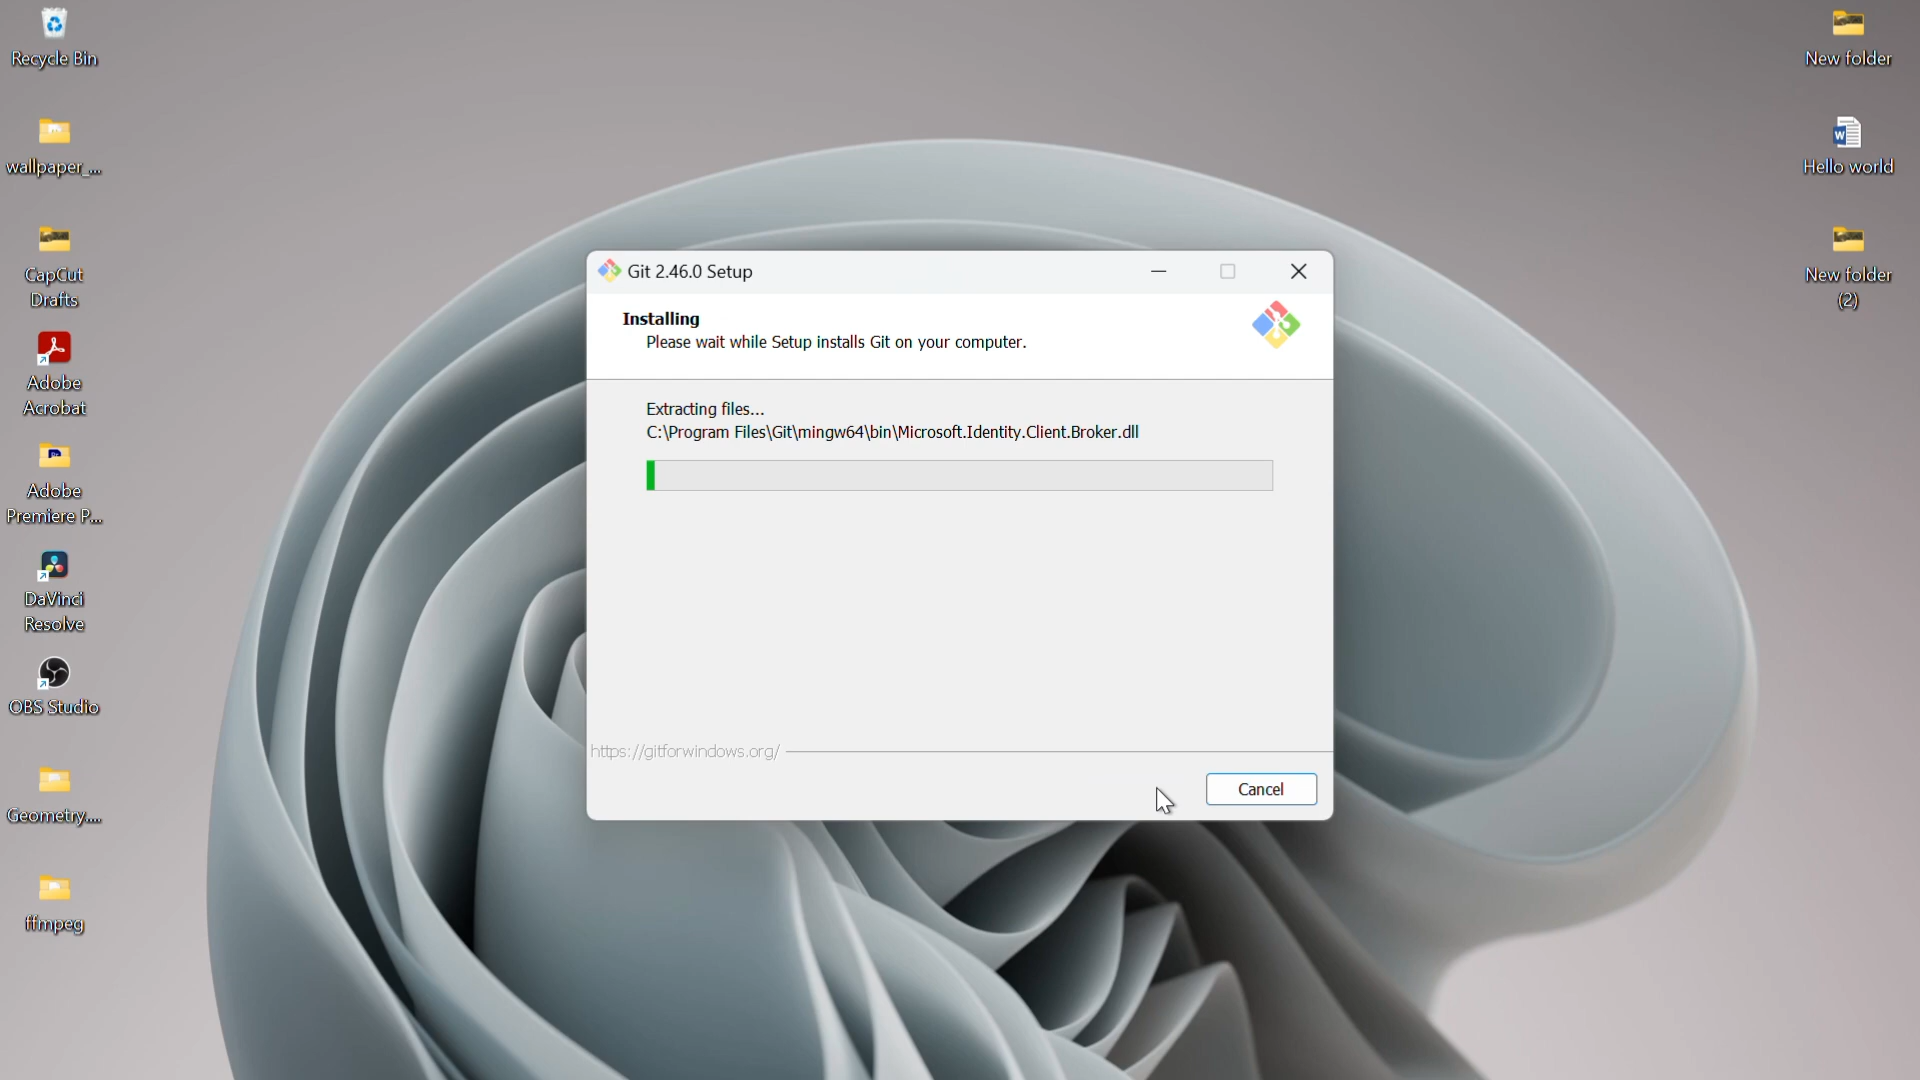 Recycle Bin
wallpaper_...
CapCut
Drafts
Adobe
Acrobat
Adobe
Premiere P...
DaVinci
Resolve
OBS Studio
Geometry....
ffmpeg
Git 2.46.0 Setup
Installing
Please wait while Setup installs Git on your computer.
Extracting files...
C:\Program Files\Git\mingw64\bin\Microsoft.Identity.Client.Broker.dll
https://gitforwindows.org/
Cancel
New folder
Hello world
New folder
(2)